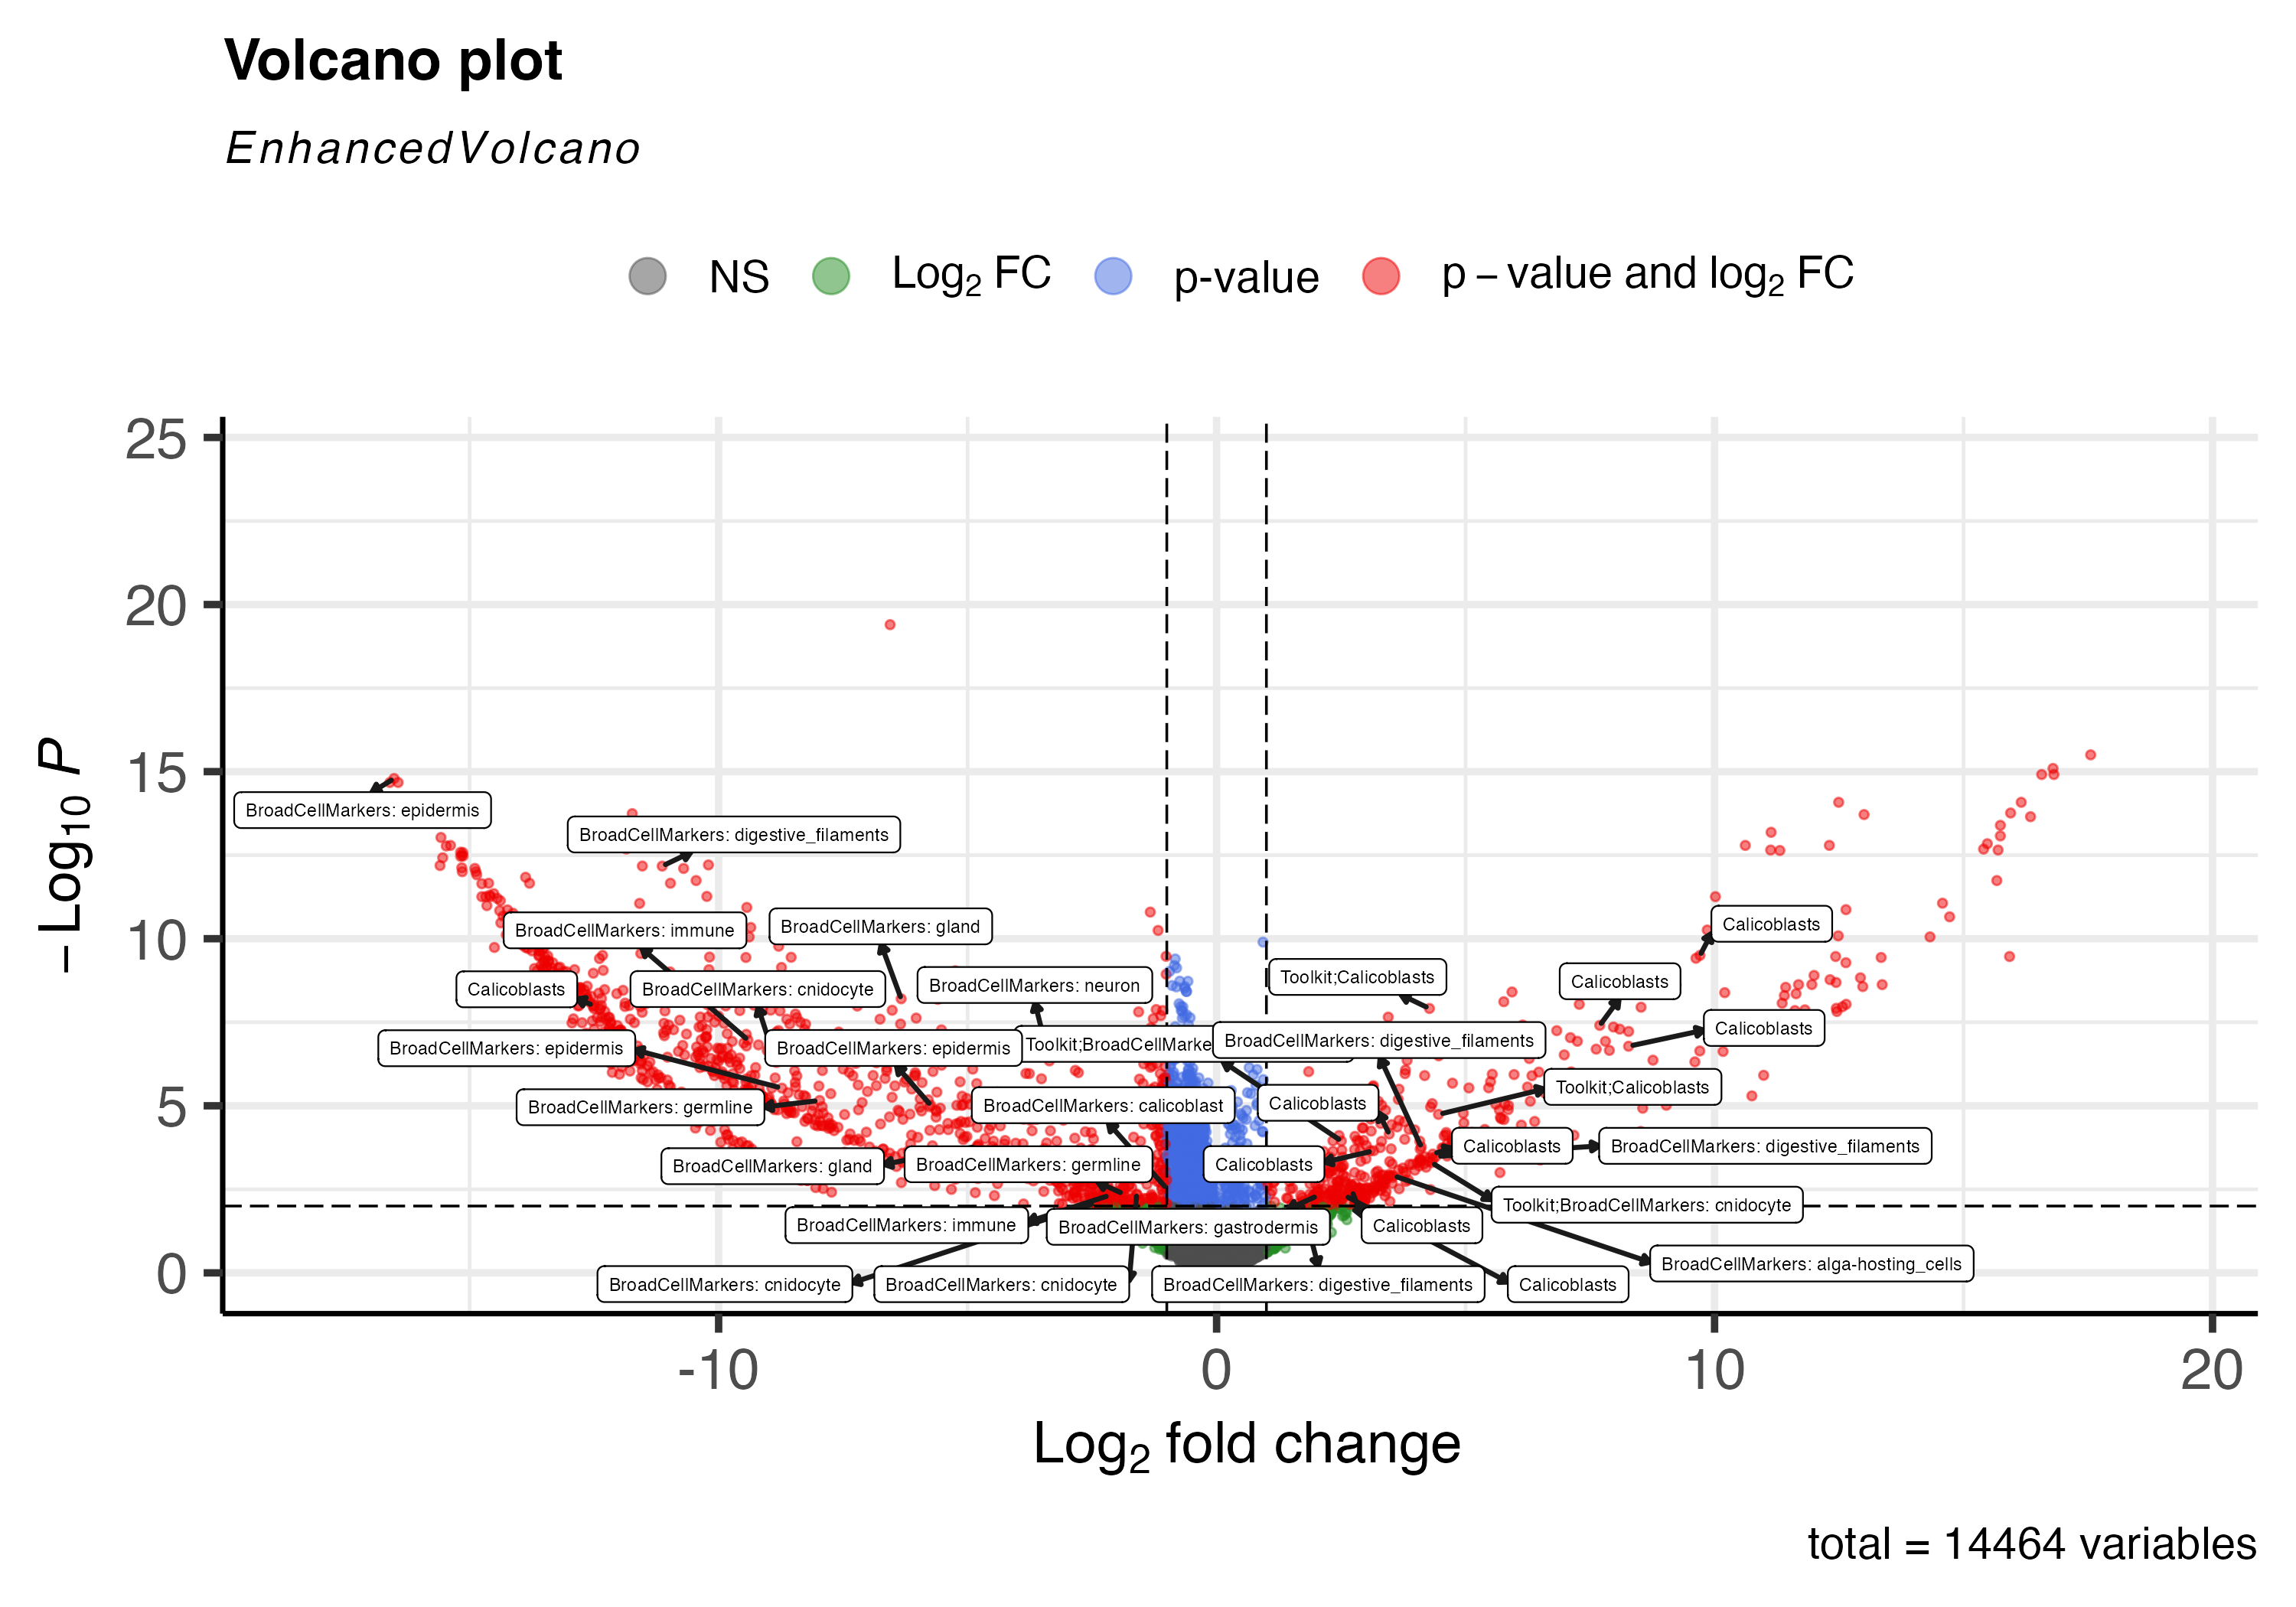 Volcano plot
EnhancedVolcano
NS Log2 FC p-value p − value and log2 FC
−Log10 P
25
20
15
10
5
0
BroadCellMarkers: epidermis
BroadCellMarkers: digestive_filaments
BroadCellMarkers: immune
BroadCellMarkers: gland
Calicoblasts
Calicoblasts
BroadCellMarkers: cnidocyte
BroadCellMarkers: neuron
Toolkit;Calicoblasts
Calicoblasts
BroadCellMarkers: epidermis
BroadCellMarkers: epidermis
Toolkit;BroadCellMarke
BroadCellMarkers: digestive_filaments
Calicoblasts
BroadCellMarkers: germline
BroadCellMarkers: calicoblast
Calicoblasts
Toolkit;Calicoblasts
BroadCellMarkers: gland
BroadCellMarkers: germline
Calicoblasts
Calicoblasts
BroadCellMarkers: digestive_filaments
BroadCellMarkers: immune
BroadCellMarkers: gastrodermis
Calicoblasts
Toolkit;BroadCellMarkers: cnidocyte
BroadCellMarkers: cnidocyte
BroadCellMarkers: cnidocyte
BroadCellMarkers: digestive_filaments
Calicoblasts
BroadCellMarkers: alga-hosting_cells
-10 0 10 20
Log2 fold change
total = 14464 variables